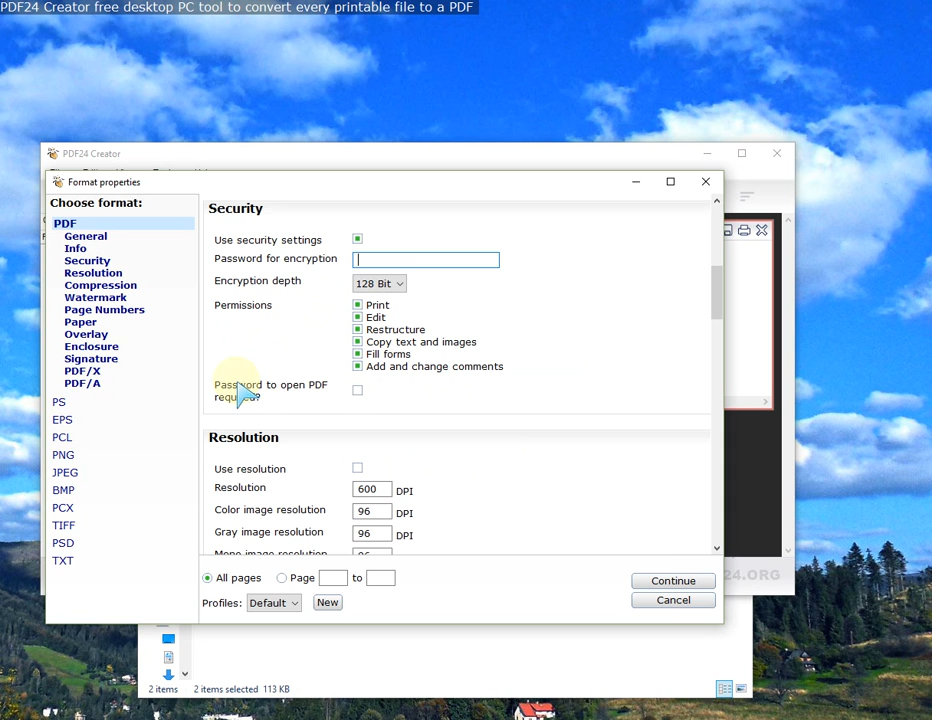 PDF24 Creator free desktop PC tool to convert every printable file to a PDF
PDF24 Creator
Format properties
Choose format:
PDF
General
Info
Security
Resolution
Compression
Watermark
Page Numbers
Paper
Overlay
Enclosure
Signature
PDF/X
PDF/A
PS
EPS
PCL
PNG
JPEG
BMP
PCX
TIFF
PSD
TXT
Security
Use security settings
Password for encryption
Encryption depth 128 Bit
Permissions Print
Edit
Restructure
Copy text and images
Fill forms
Add and change comments
Password to open PDF
required?
Resolution
Use resolution
Resolution 600 DPI
Color image resolution 96 DPI
Gray image resolution 96 DPI
Mono image resolution 96
All pages Page to
Profiles: Default New
Continue
Cancel
24.ORG
2 items 2 items selected 113 KB